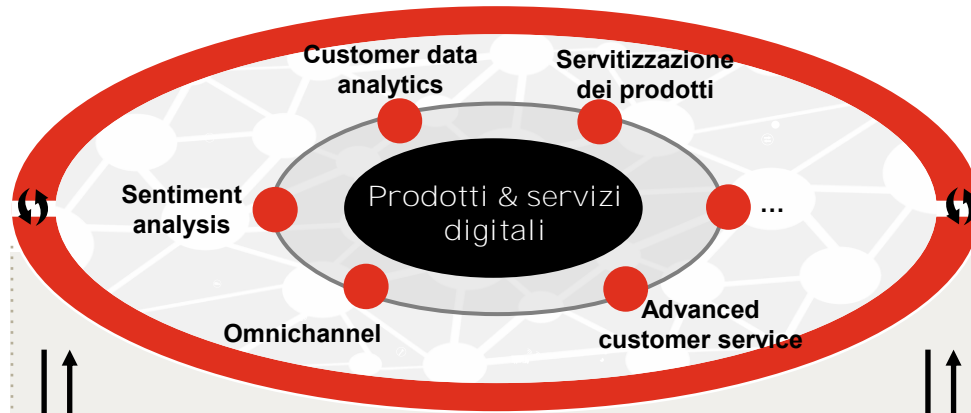 Customer data
analytics
Servitizzazione
dei prodotti
Sentiment
analysis
Prodotti & servizi
digitali
...
Omnichannel
Advanced
customer service